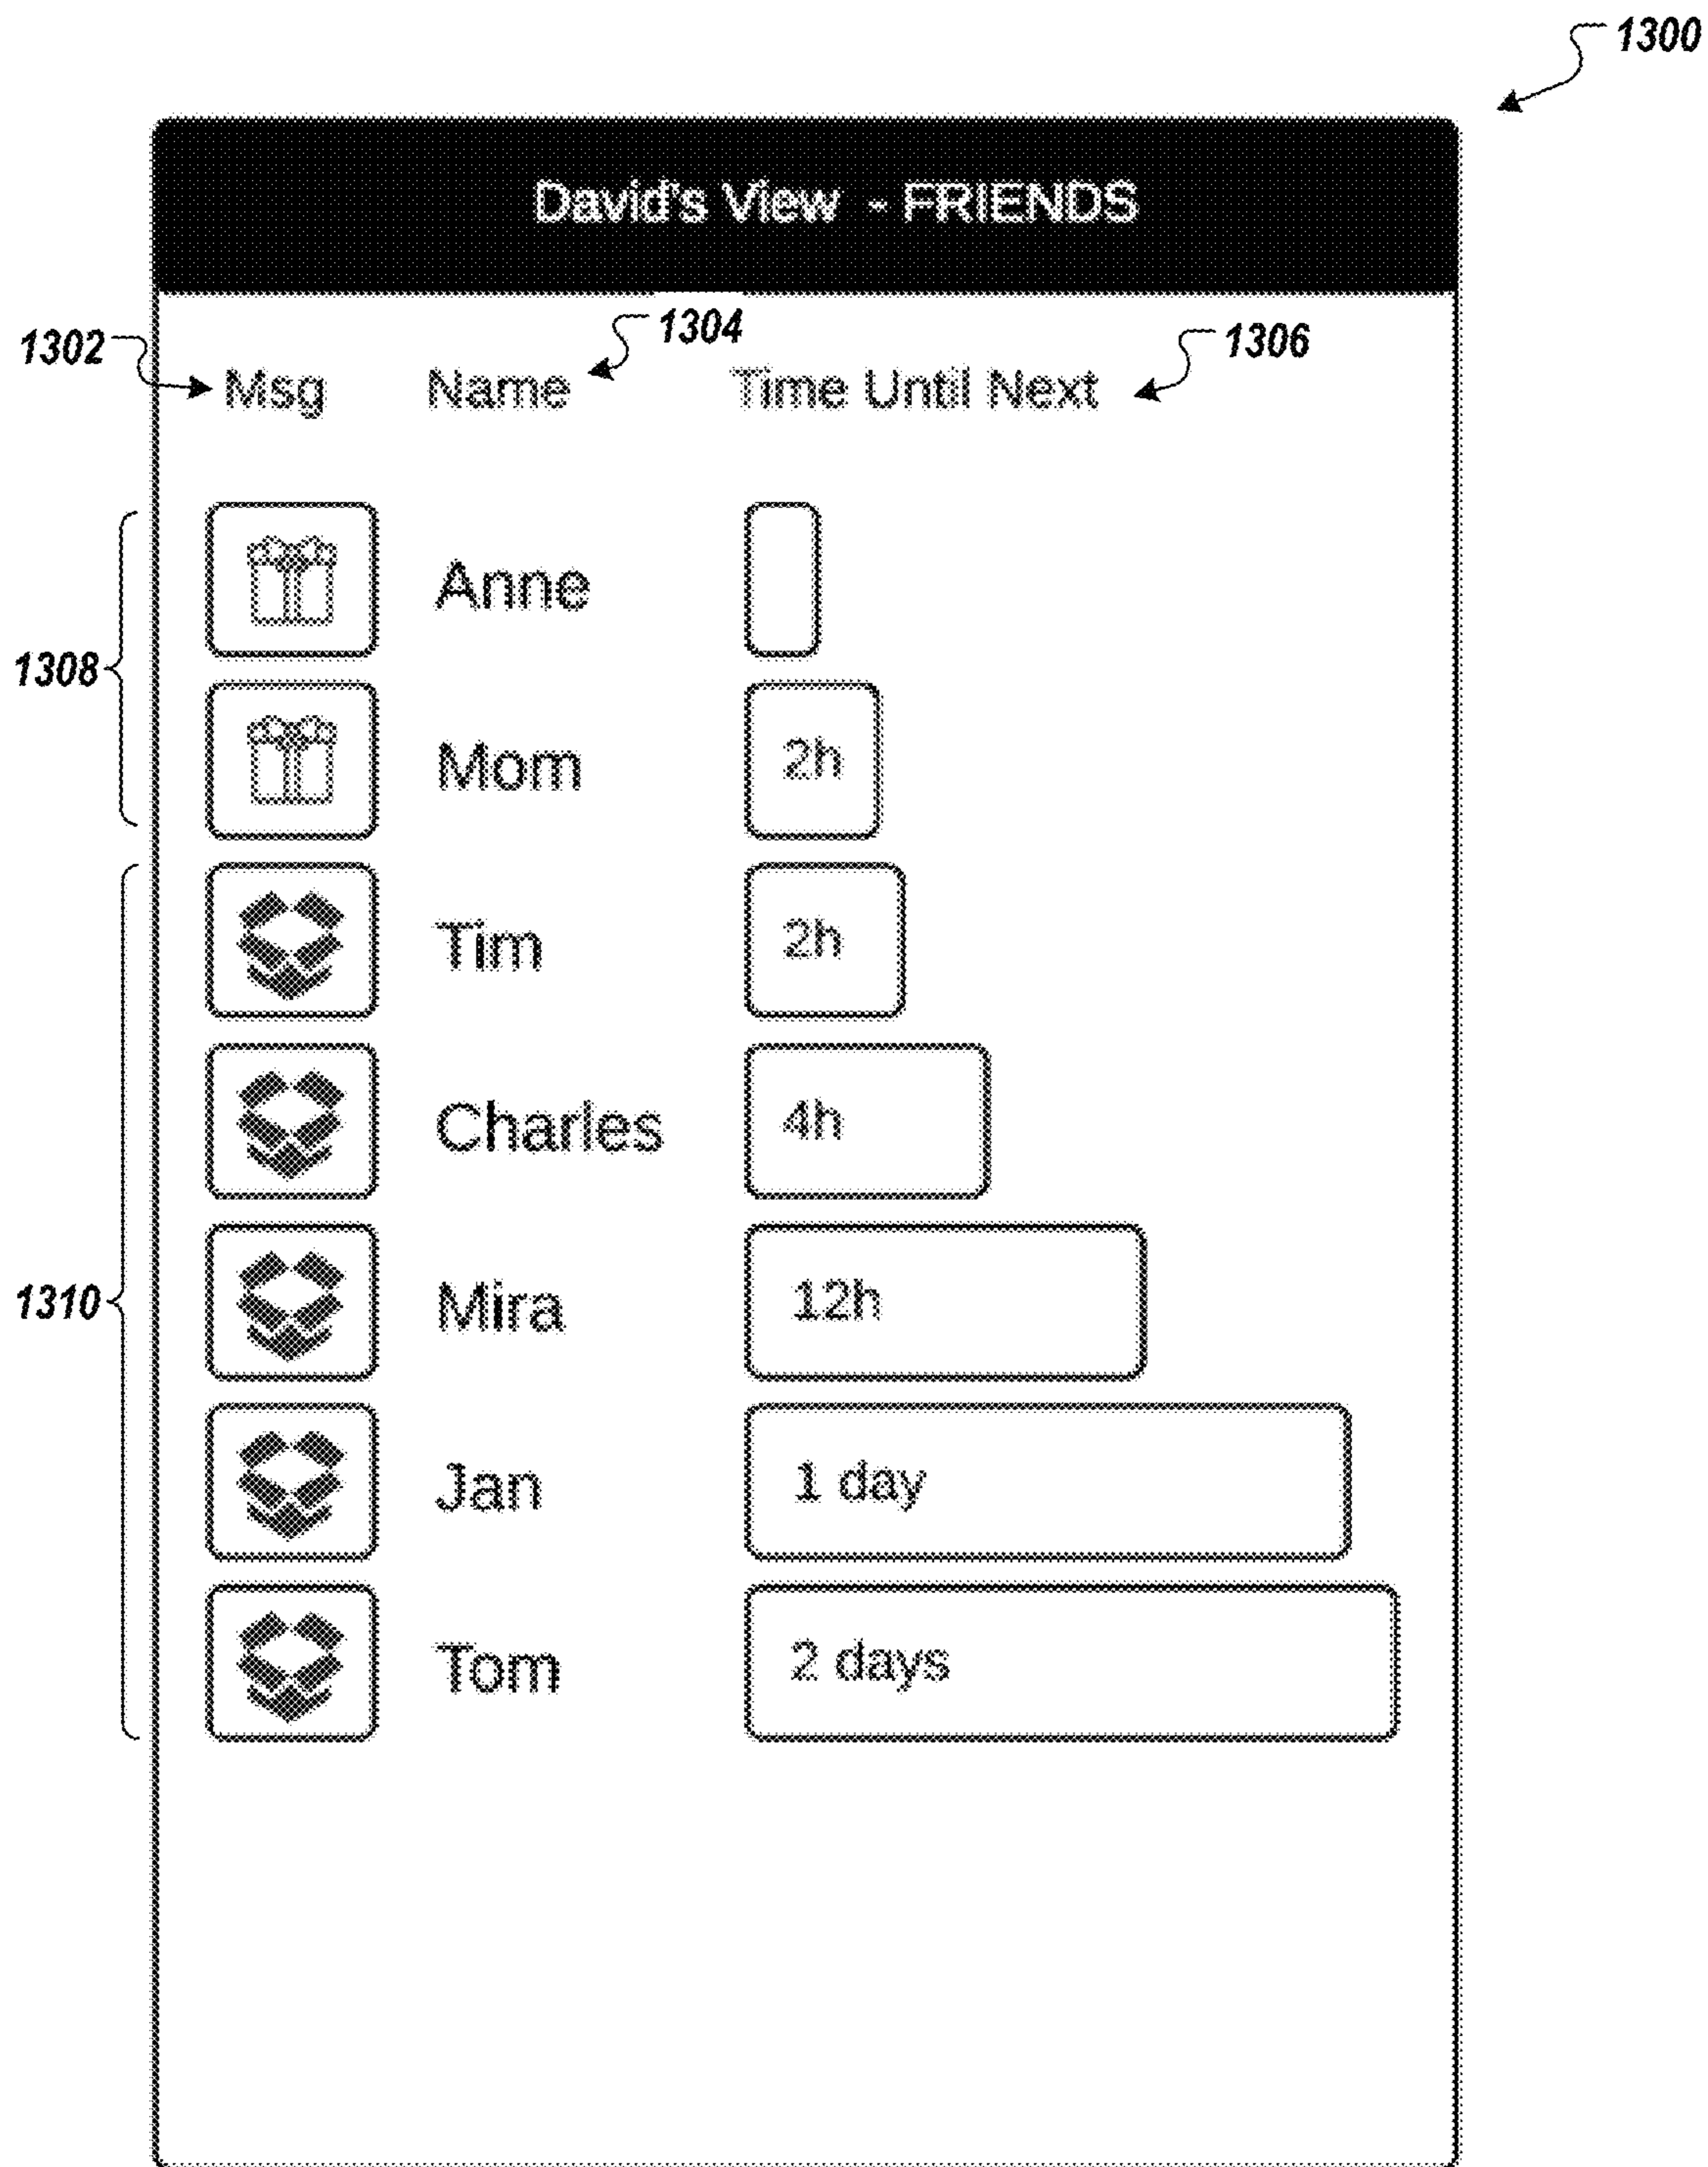 1300
David's View - FRIENDS
1302 1304 1306
Msg Name Time Until Next
Anne
1308
Mom 2h
Tim 2h
Charles 4h
1310 Mira 12h
Jan 1 day
Tom 2 days